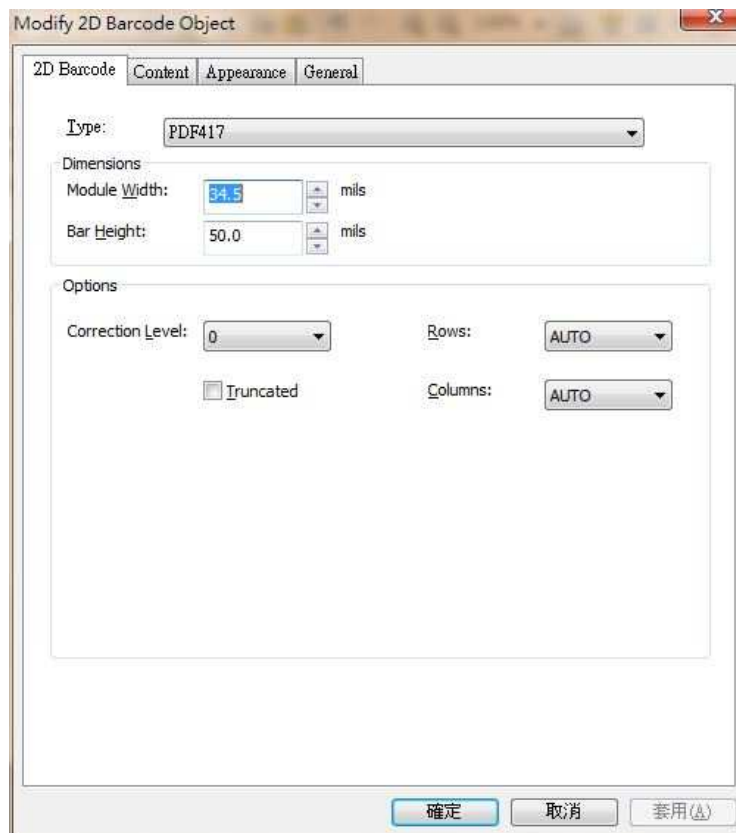 Modify 2D Barcode Object
2D Barcode Content Appearance General
Type: PDF417
Dimensions
Module Width: 34.5 mils
Bar Height: 50.0 mils
Options
Correction Level: 0 Rows: AUTO
Truncated Columns: AUTO
確定 取消 套用(A)